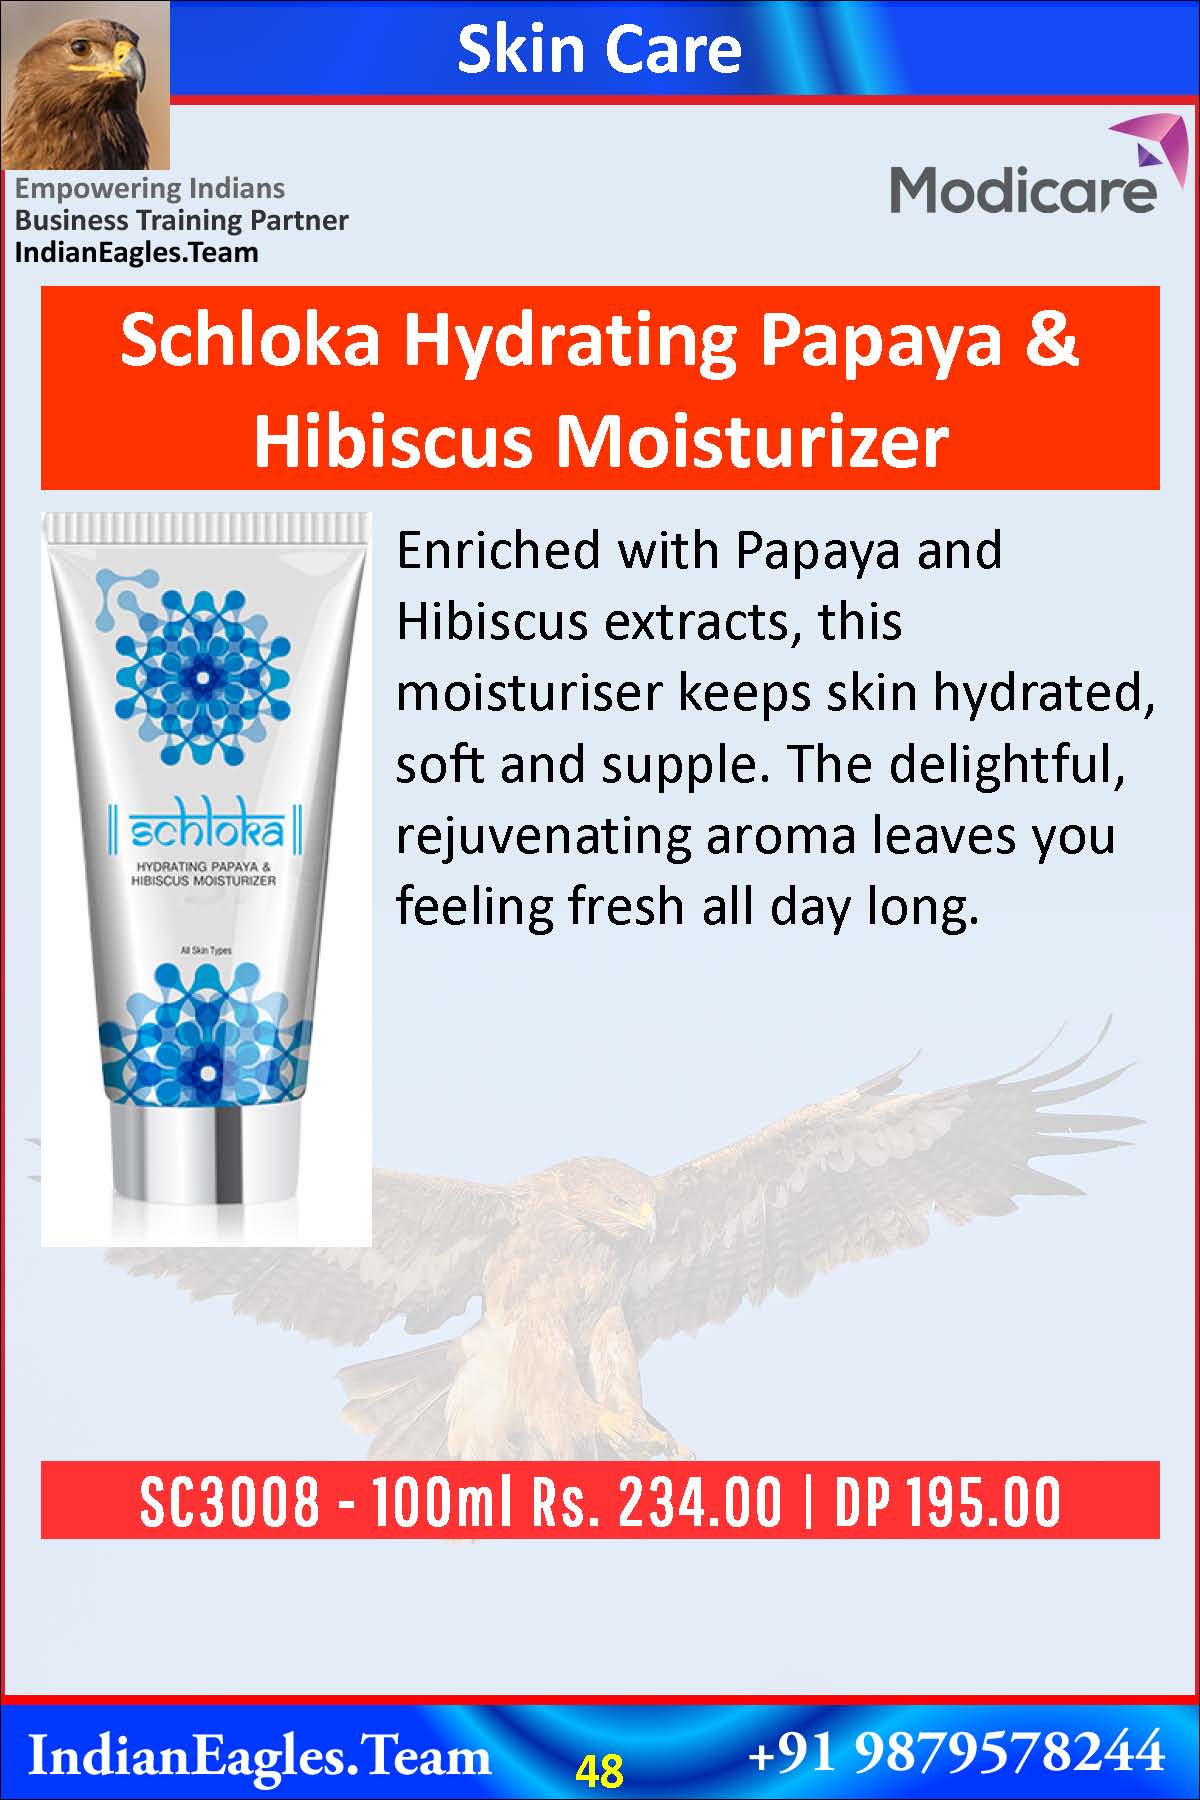 Skin Care
Empowering Indians
Business Training Partner
IndianEagles.Team
Modicare
Schloka Hydrating Papaya &
Hibiscus Moisturizer
Enriched with Papaya and
Hibiscus extracts, this
moisturiser keeps skin hydrated,
soft and supple. The delightful,
rejuvenating aroma leaves you
feeling fresh all day long.
schloka
HYDRATING PAPAYA &
HIBISCUS MOISTURIZER
All Skin Types
SC3008 - 100ml Rs. 234.00 | DP 195.00
IndianEagles.Team
48
+91 9879578244